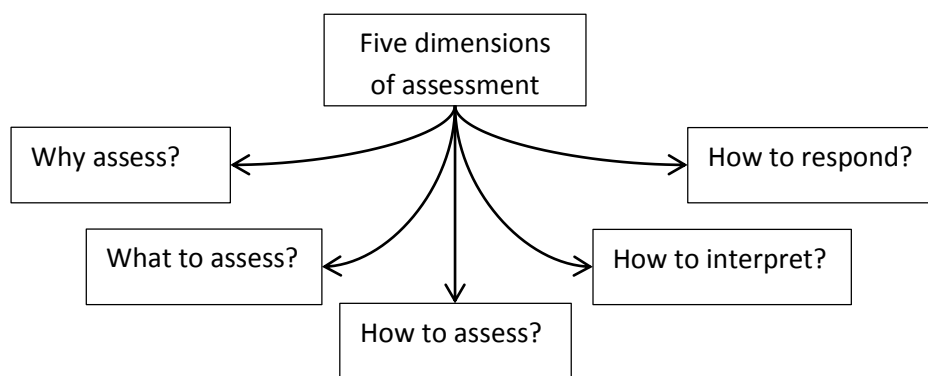 Five dimensions
of assessment
Why assess?
How to respond?
What to assess?
How to interpret?
How to assess?